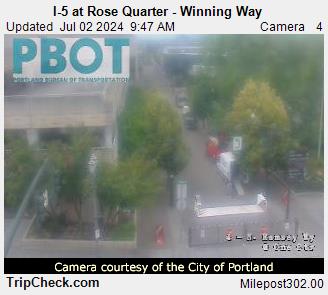 I-5 at Rose Quarter - Winning Way
Updated  Jul 02 2024  9:47 AM
Camera   4
PBOT
PORTLAND BUREAU OF TRANSPORTATION
Camera courtesy of the City of Portland
TripCheck.com
Milepost302.00